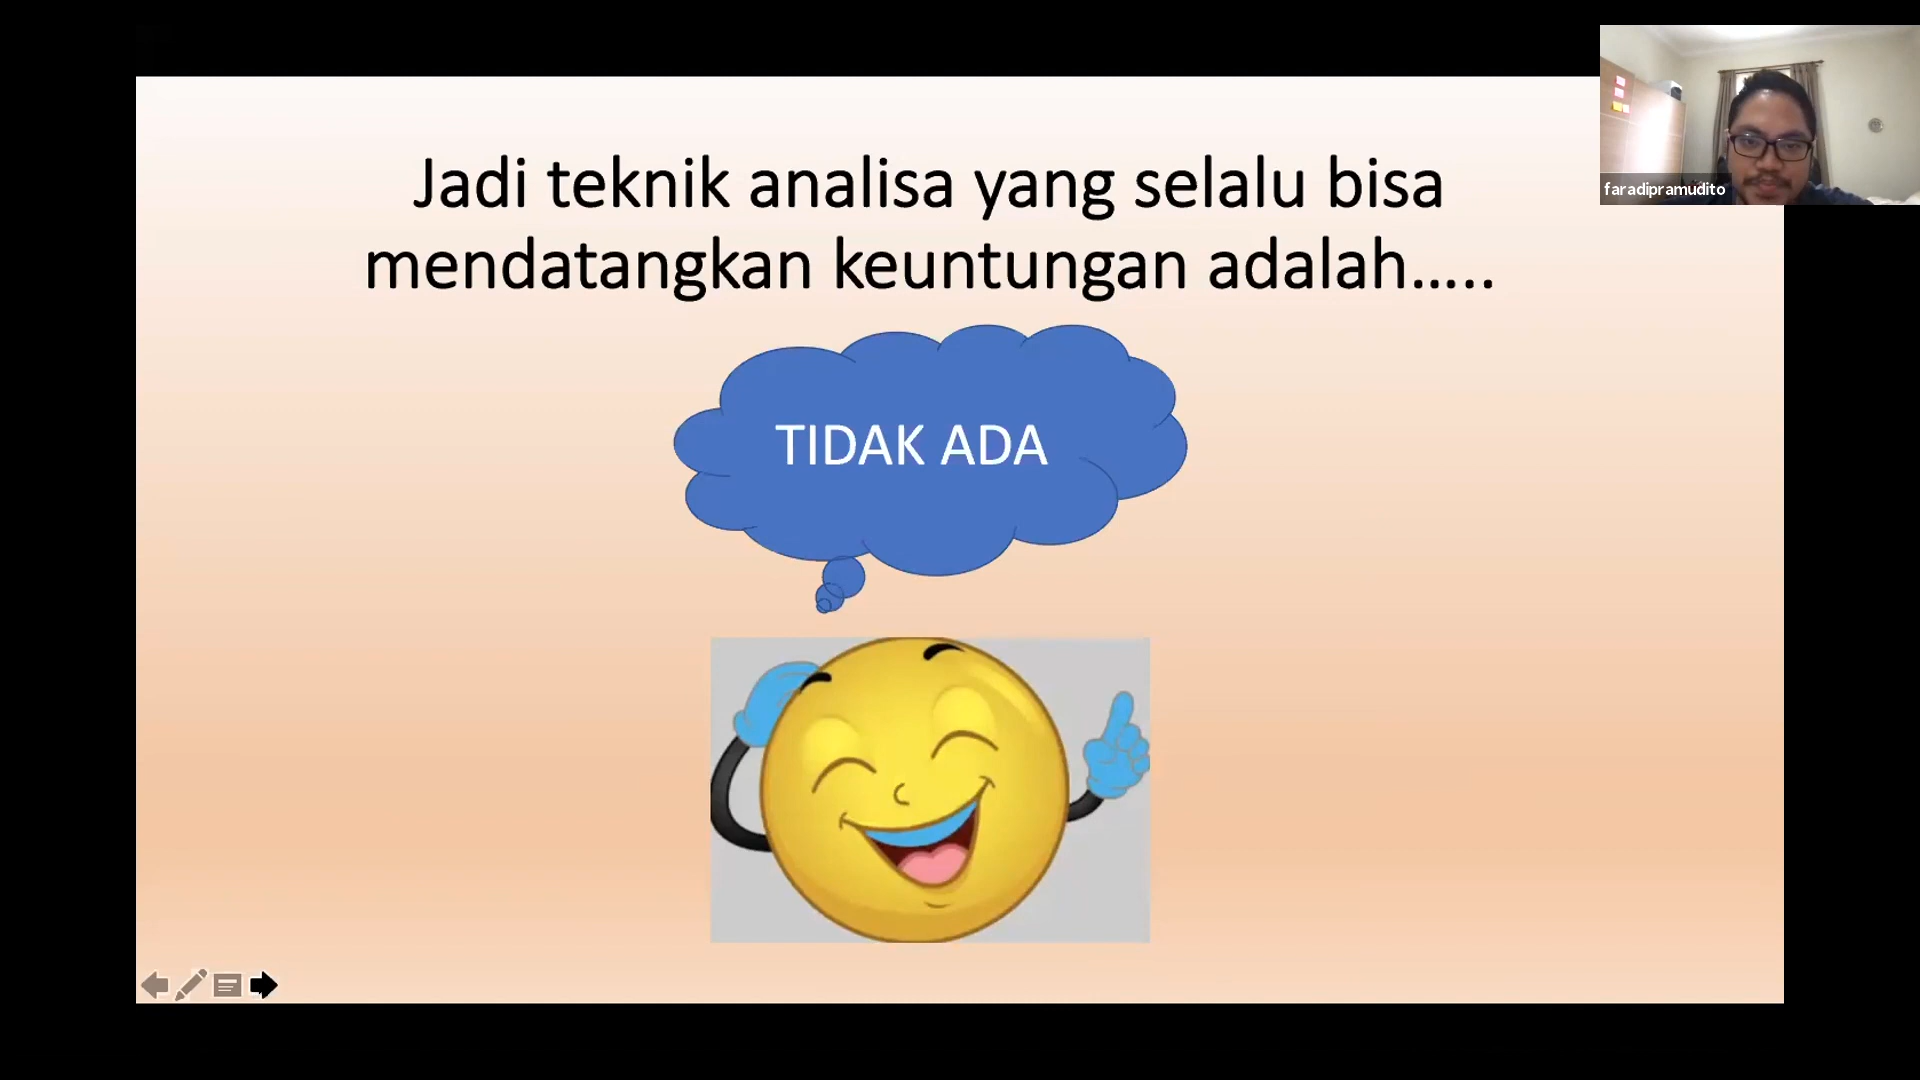 Jadi teknik analisa yang selalu bisa
mendatangkan keuntungan adalah.....
TIDAK ADA
faradipramudito